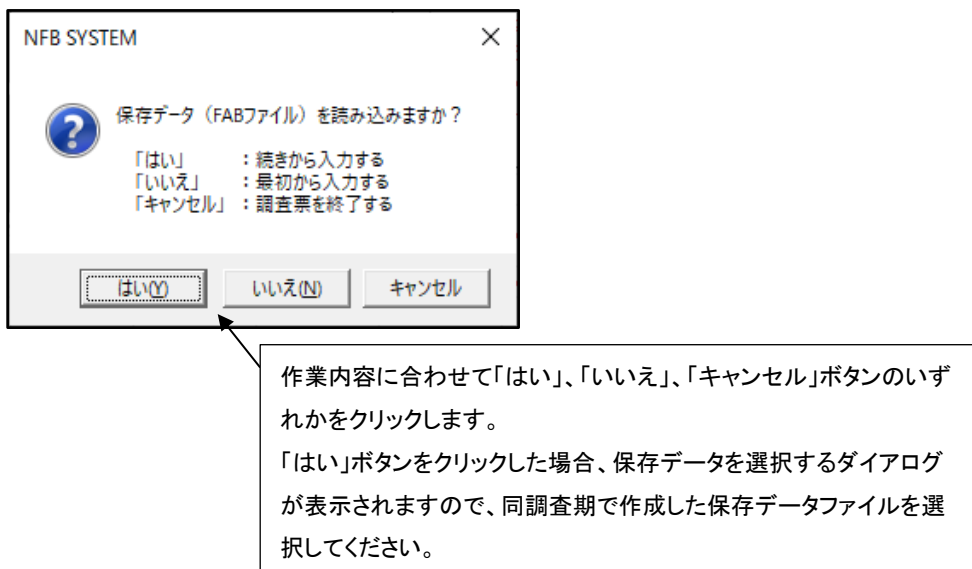 NFB SYSTEM
保存データ（FABファイル）を読み込みますか？
「はい」　　：続きから入力する
「いいえ」　：最初から入力する
「キャンセル」：調査票を終了する
はい(Y)　いいえ(N)　キャンセル
作業内容に合わせて「はい」、「いいえ」、「キャンセル」ボタンのいず
れかをクリックします。
「はい」ボタンをクリックした場合、保存データを選択するダイアログ
が表示されますので、同調査期で作成した保存データファイルを選
択してください。